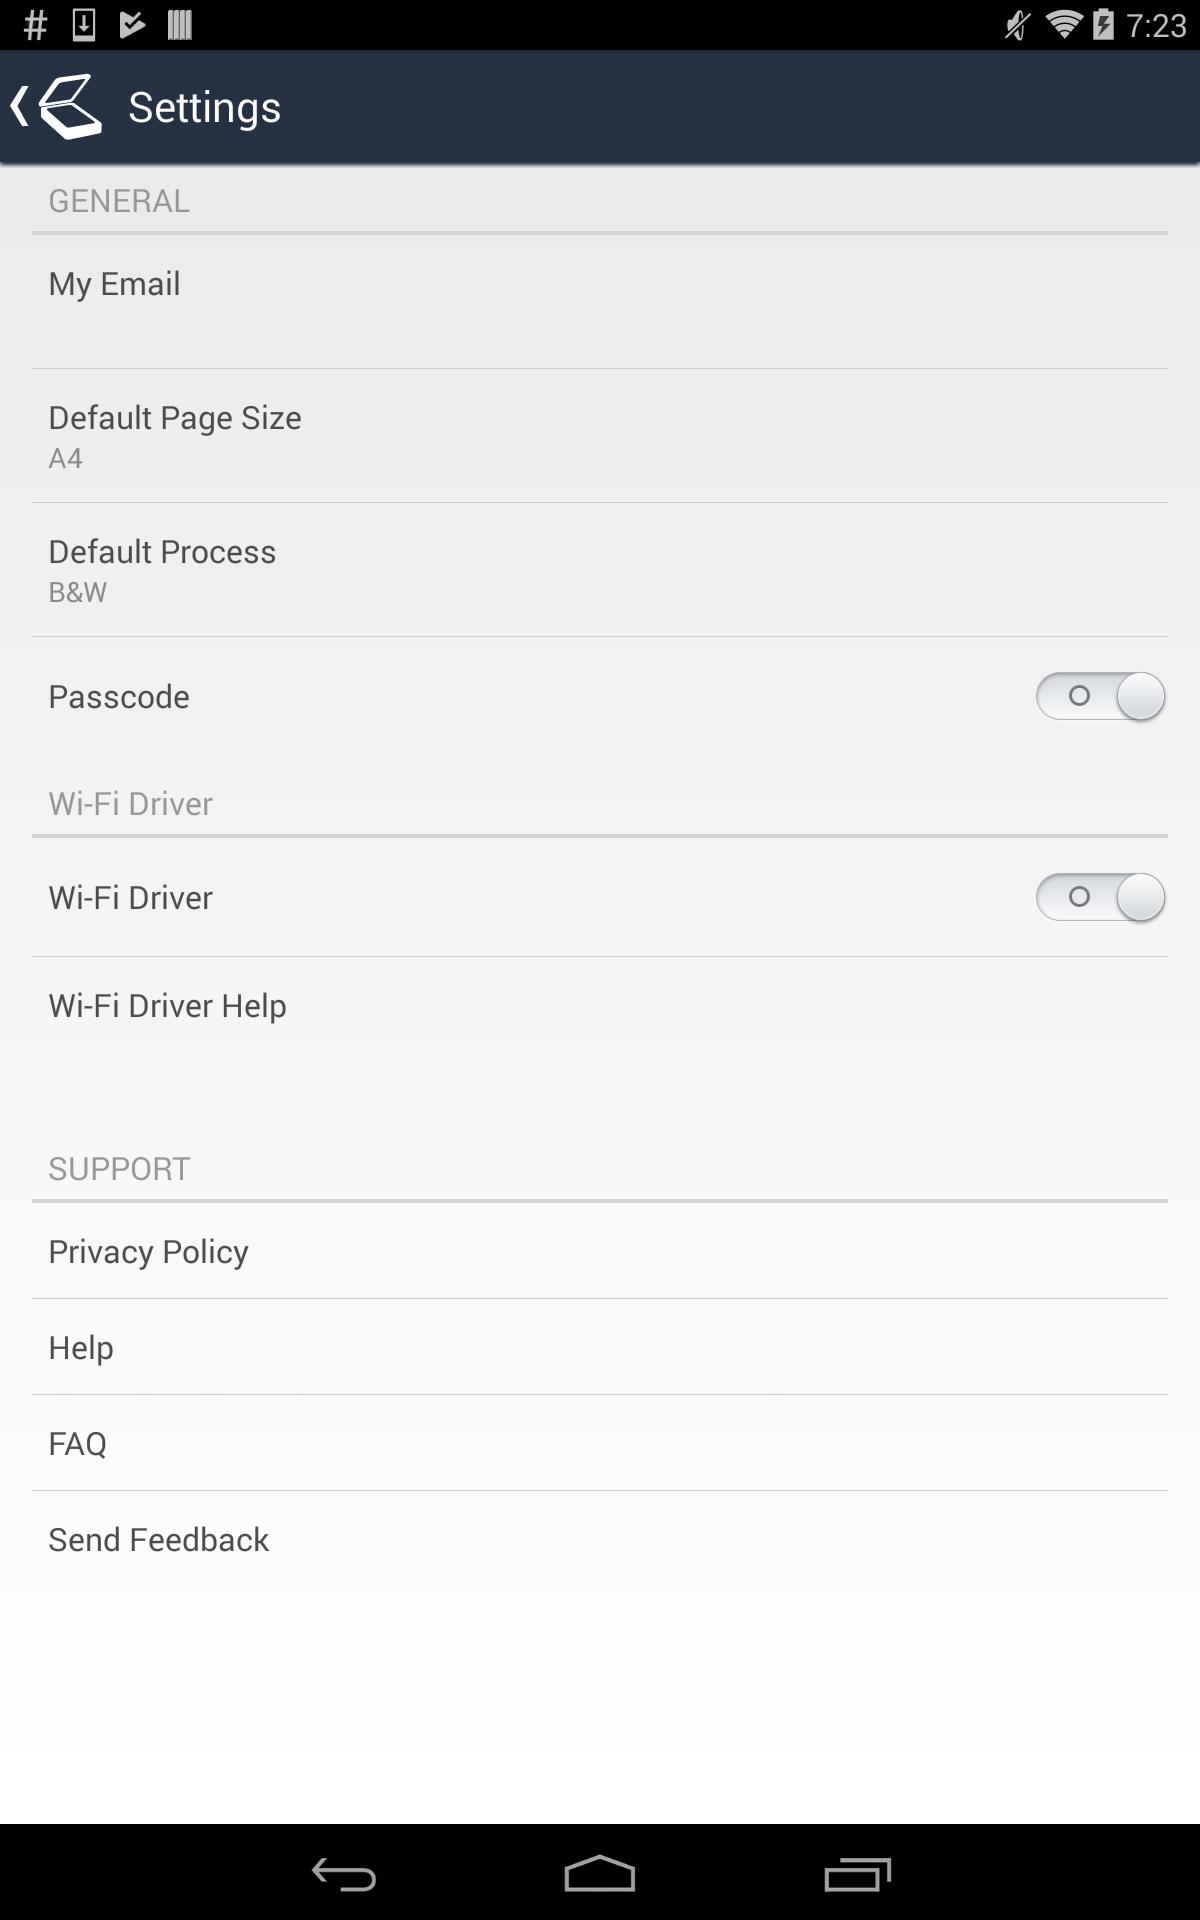 7:23
Settings
GENERAL
My Email
Default Page Size
A4
Default Process
B&W
Passcode
Wi-Fi Driver
Wi-Fi Driver
Wi-Fi Driver Help
SUPPORT
Privacy Policy
Help
FAQ
Send Feedback